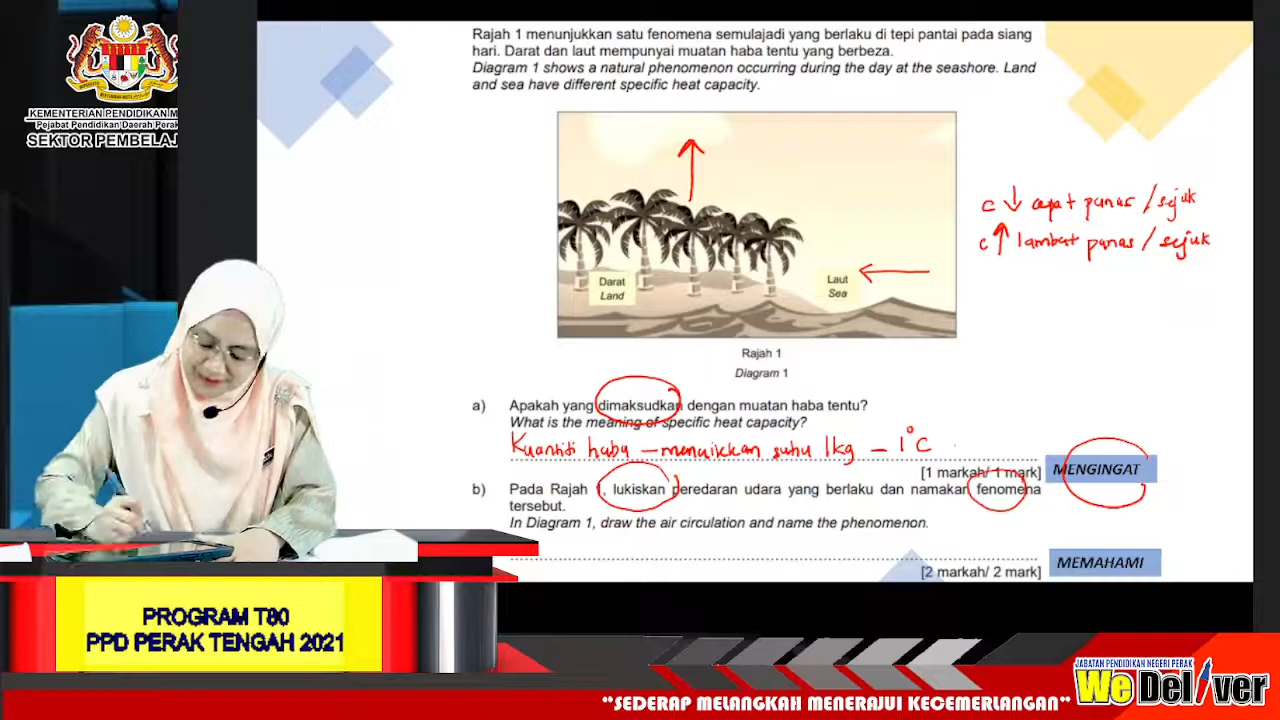 KEMENTERIAN PENDIDIKAN M
Pejabat Pendidikan Daerah Perak
SEKTOR PEMBELAJ
Rajah 1 menunjukkan satu fenomena semulajadi yang berlaku di tepi pantai pada siang
hari. Darat dan laut mempunyai muatan haba tentu yang berbeza.
Diagram 1 shows a natural phenomenon occurring during the day at the seashore. Land
and sea have different specific heat capacity.
c ↓ cepat panas / sejuk
c ↑ lambat panas / sejuk
Darat
Land
Laut
Sea
Rajah 1
Diagram 1
a) Apakah yang dimaksudkan dengan muatan haba tentu?
What is the meaning of specific heat capacity?
Kuantiti haba – menaikkan suhu 1kg – 1°C
[1 markah/ 1 mark] MENGINGAT
b) Pada Rajah 1, lukiskan peredaran udara yang berlaku dan namakan fenomena
tersebut.
In Diagram 1, draw the air circulation and name the phenomenon.
[2 markah/ 2 mark] MEMAHAMI
PROGRAM T80
PPD PERAK TENGAH 2021
JABATAN PENDIDIKAN NEGERI PERAK
We Deliver
"SEDERAP MELANGKAH MENERAJUI KECEMERLANGAN"